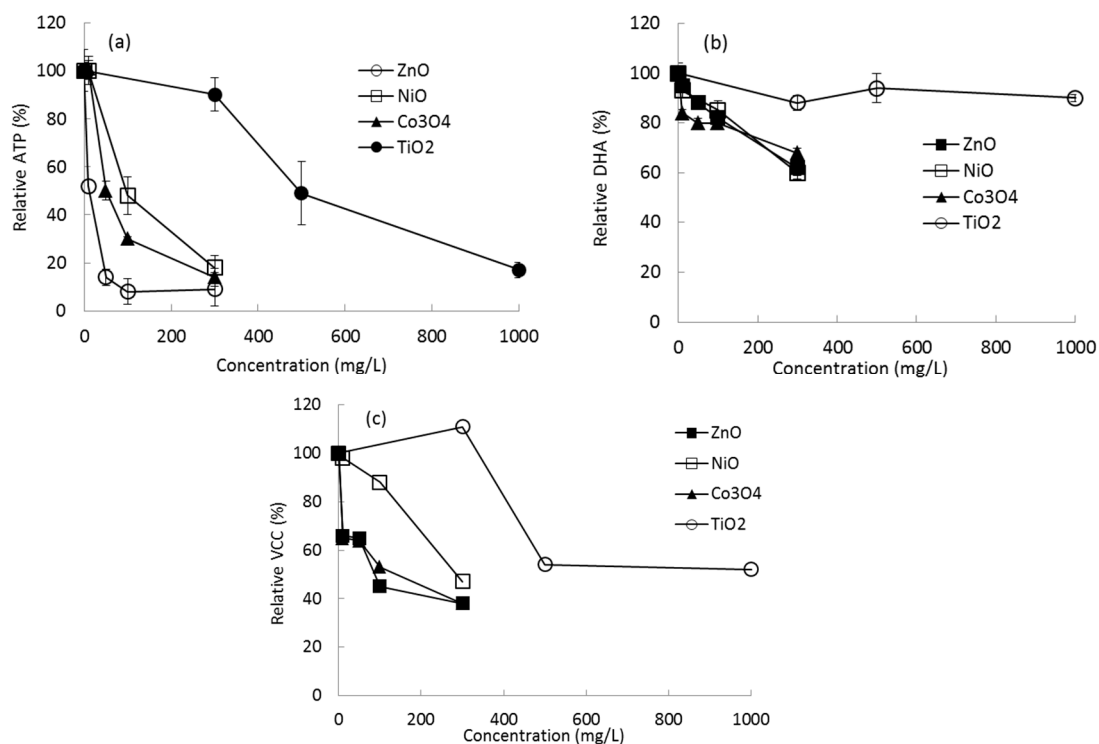 (a)
Relative ATP (%)
120
100
80
60
40
20
0
0 200 400 600 800 1000
Concentration (mg/L)
ZnO
NiO
Co3O4
TiO2
(b)
Relative DHA (%)
120
100
80
60
40
20
0
0 200 400 600 800 1000
Concentration (mg/L)
ZnO
NiO
Co3O4
TiO2
(c)
Relative VCC (%)
120
100
80
60
40
20
0
0 200 400 600 800 1000
Concentration (mg/L)
ZnO
NiO
Co3O4
TiO2